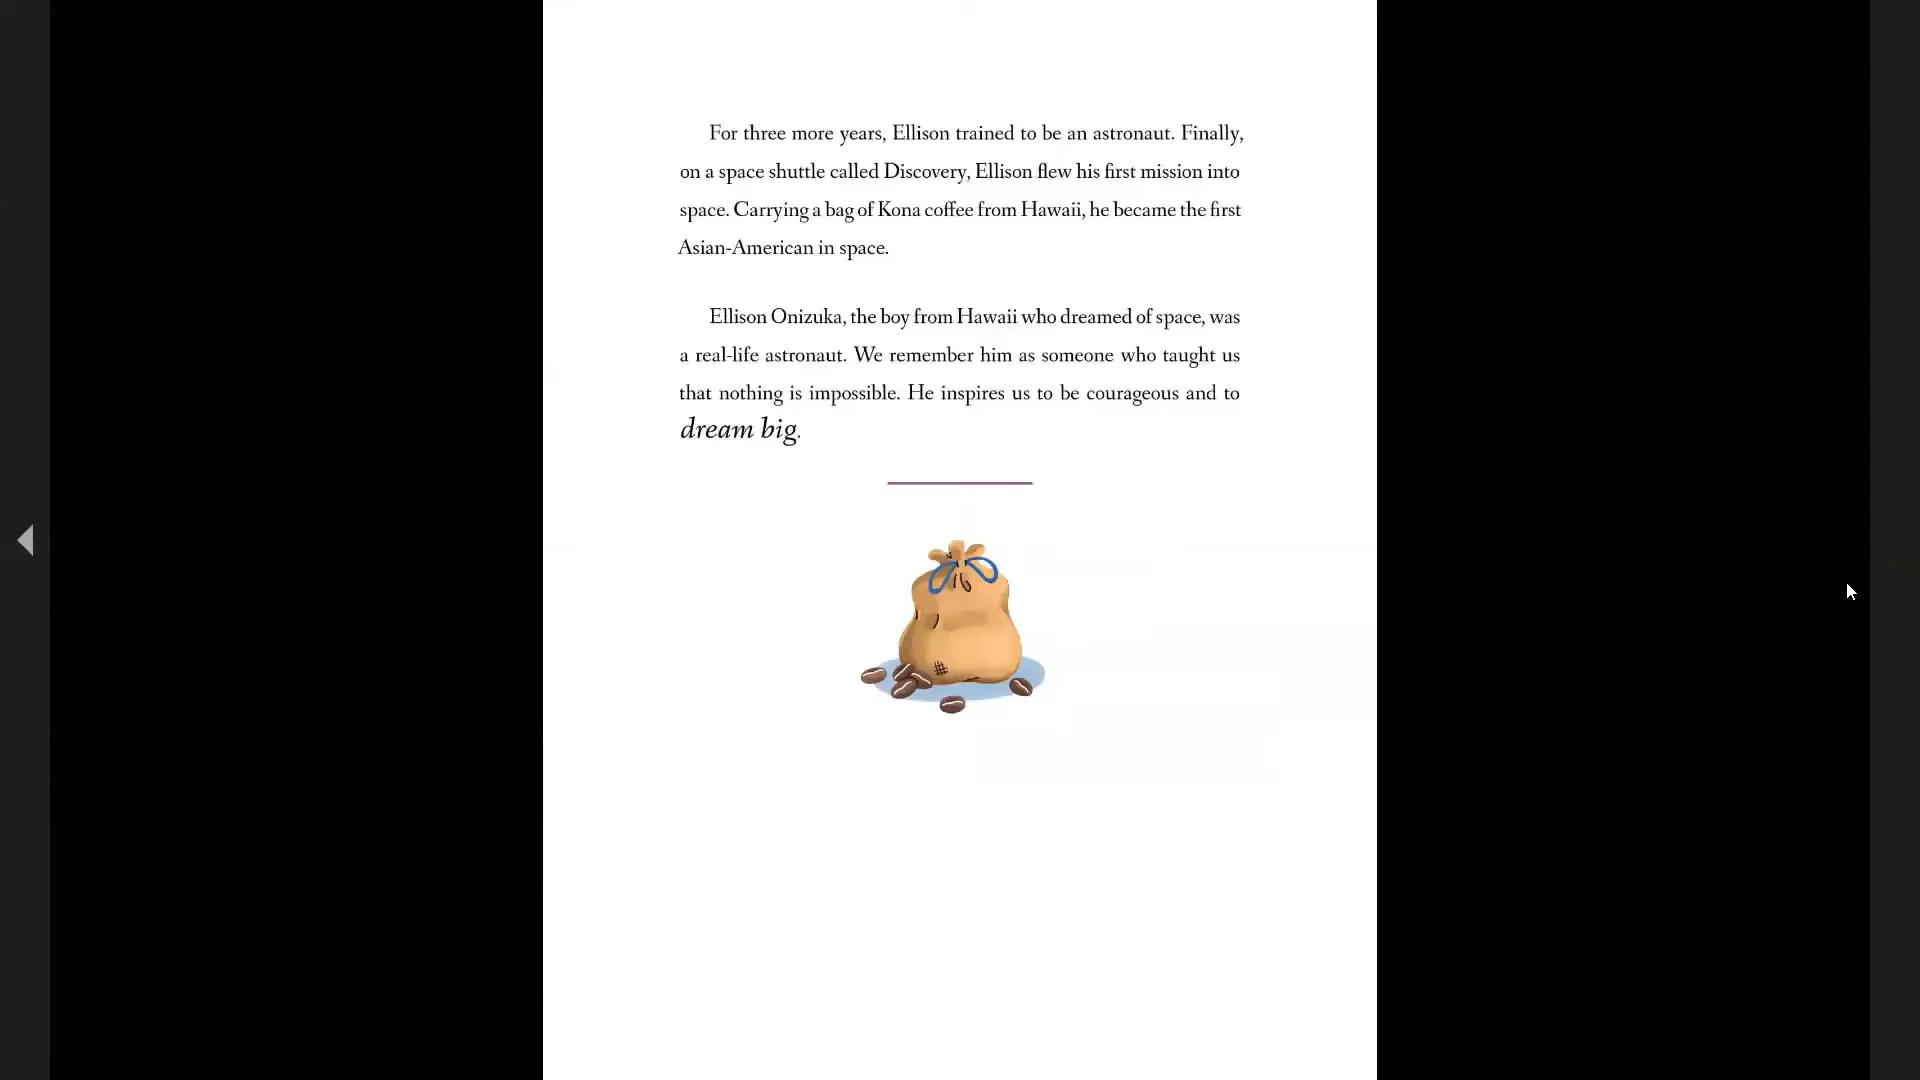 For three more years, Ellison trained to be an astronaut. Finally,
on a space shuttle called Discovery, Ellison flew his first mission into
space. Carrying a bag of Kona coffee from Hawaii, he became the first
Asian-American in space.
Ellison Onizuka, the boy from Hawaii who dreamed of space, was
a real-life astronaut. We remember him as someone who taught us
that nothing is impossible. He inspires us to be courageous and to
dream big.